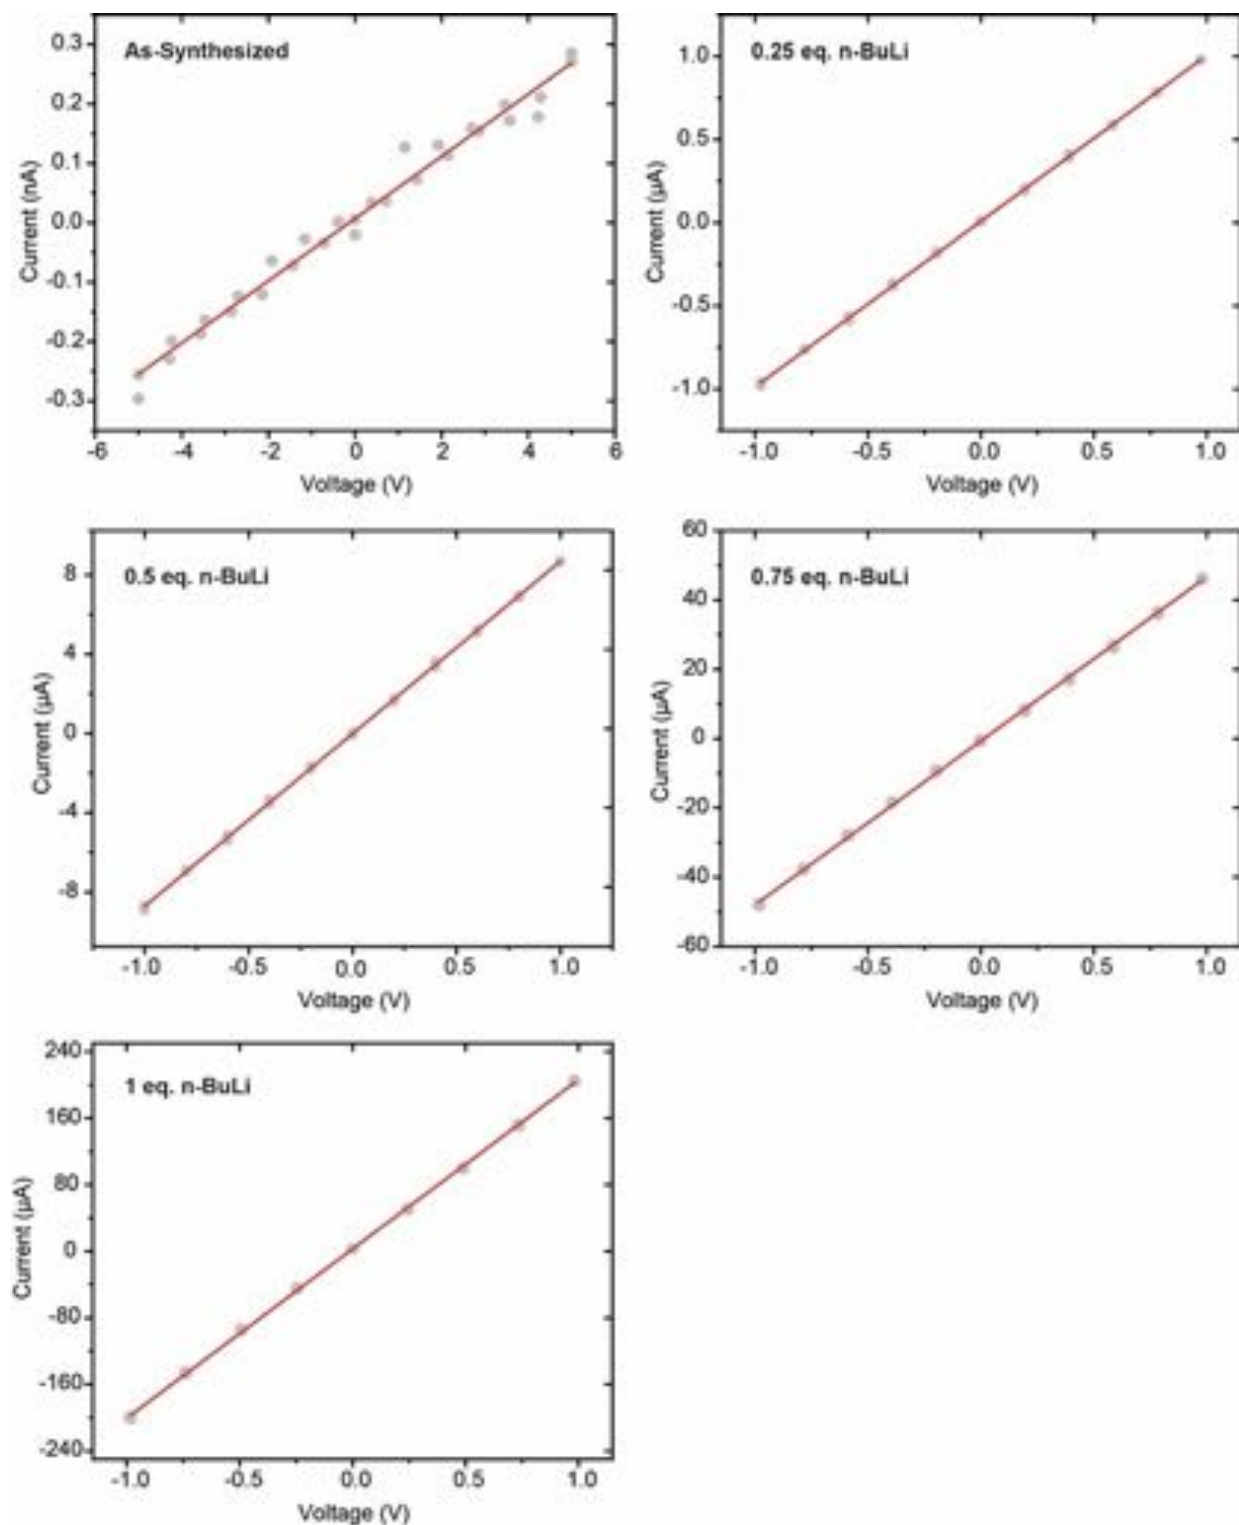 As-Synthesized
0.3
0.2
0.1
0.0
-0.1
-0.2
-0.3
Current (nA)
-6 -4 -2 0 2 4 6
Voltage (V)
0.25 eq. n-BuLi
1.0
0.5
0.0
-0.5
-1.0
Current (µA)
-1.0 -0.5 0.0 0.5 1.0
Voltage (V)
0.5 eq. n-BuLi
8
4
0
-4
-8
Current (µA)
-1.0 -0.5 0.0 0.5 1.0
Voltage (V)
0.75 eq. n-BuLi
60
40
20
0
-20
-40
-60
Current (µA)
-1.0 -0.5 0.0 0.5 1.0
Voltage (V)
1 eq. n-BuLi
240
160
80
0
-80
-160
-240
Current (µA)
-1.0 -0.5 0.0 0.5 1.0
Voltage (V)